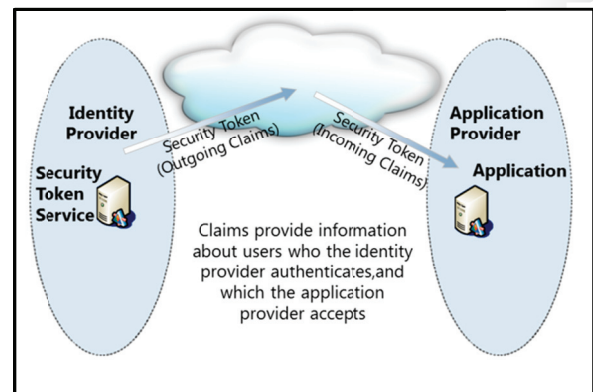 Identity
Provider
Security
Token
Service
Security Token
(Outgoing Claims)
Security Token
(Incoming Claims)
Application
Provider
Application
Claims provide information
about users who the identity
provider authenticates,and
which the application
provider accepts